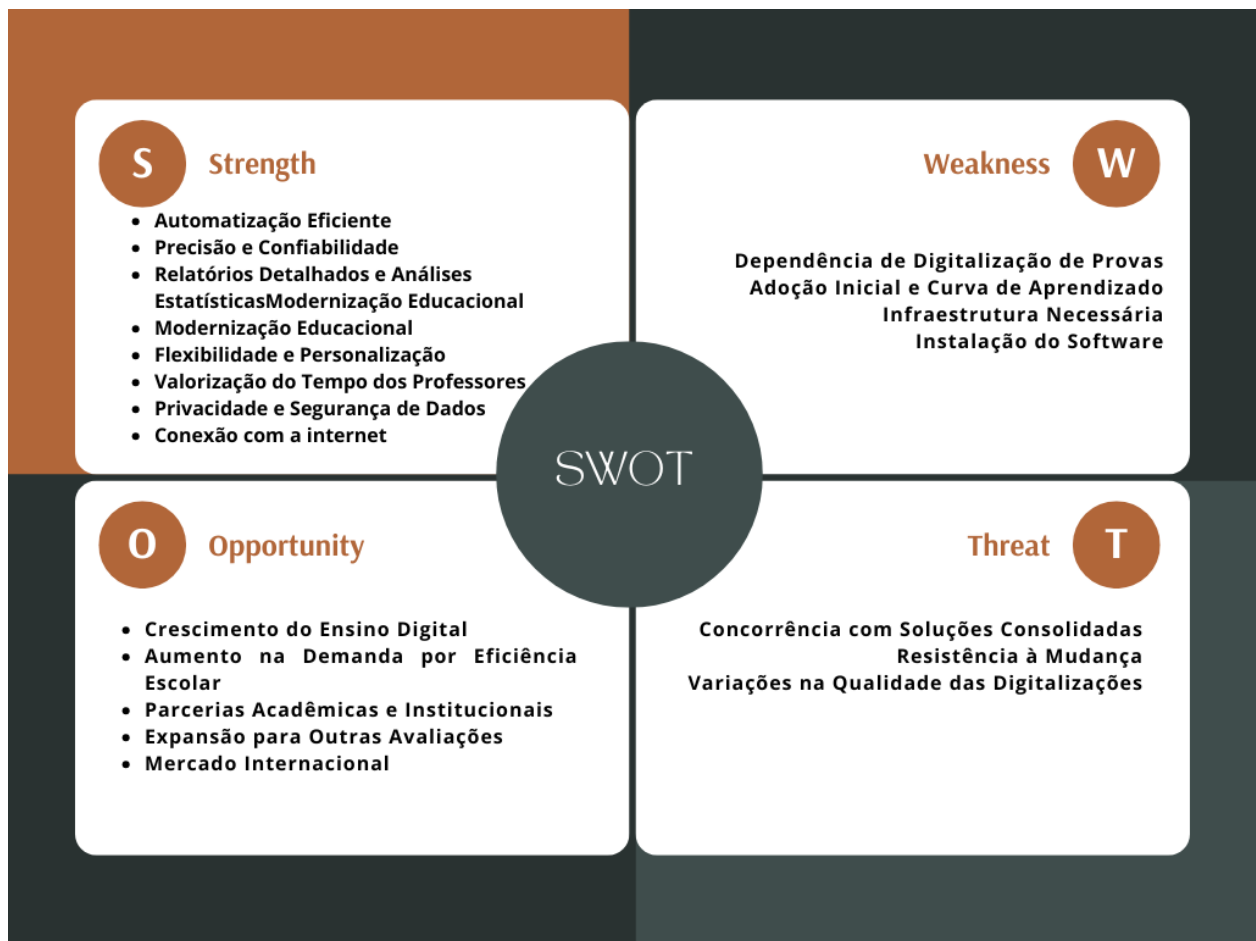 S
Strength
• Automatização Eficiente
• Precisão e Confiabilidade
• Relatórios Detalhados e Análises
EstatísticasModernização Educacional
• Modernização Educacional
• Flexibilidade e Personalização
• Valorização do Tempo dos Professores
• Privacidade e Segurança de Dados
• Conexão com a internet
Weakness
W
Dependência de Digitalização de Provas
Adoção Inicial e Curva de Aprendizado
Infraestrutura Necessária
Instalação do Software
SWOT
O
Opportunity
• Crescimento do Ensino Digital
• Aumento na Demanda por Eficiência
Escolar
• Parcerias Acadêmicas e Institucionais
• Expansão para Outras Avaliações
• Mercado Internacional
Threat
T
Concorrência com Soluções Consolidadas
Resistência à Mudança
Variações na Qualidade das Digitalizações